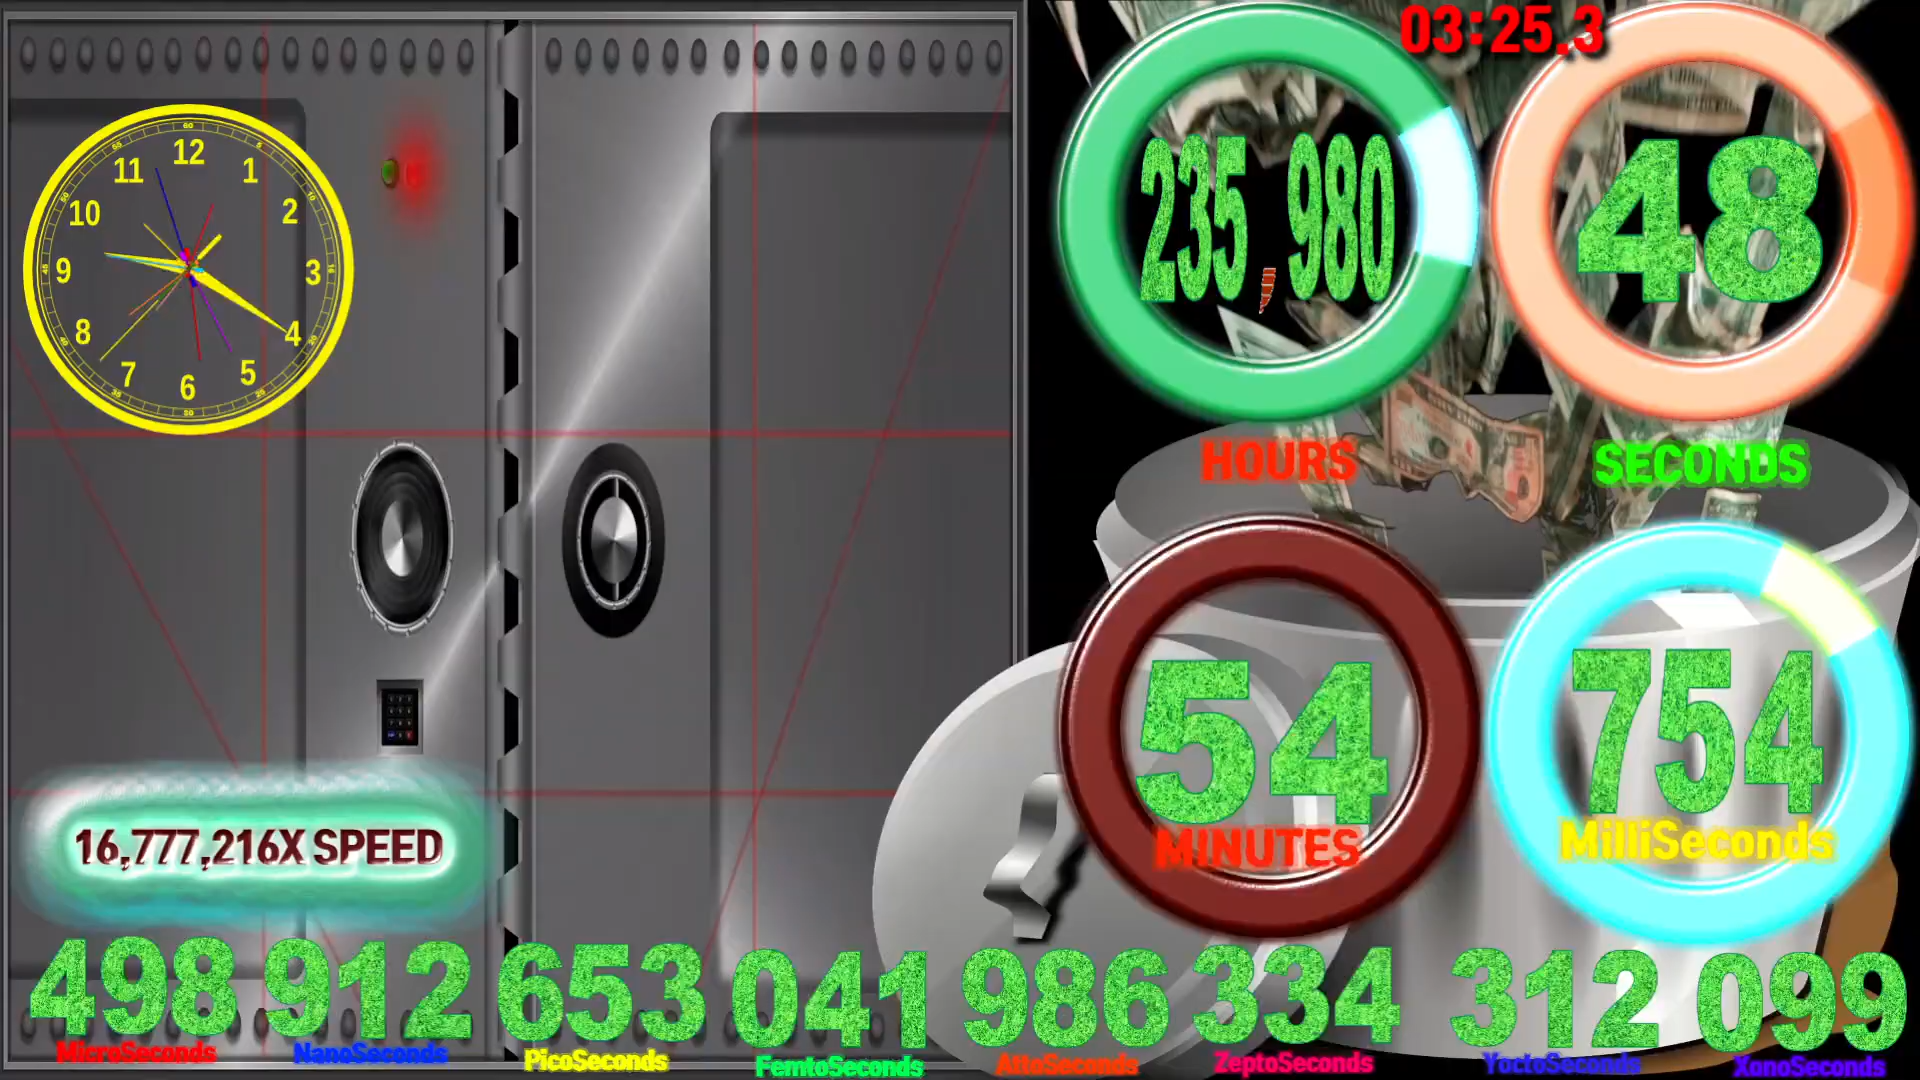 03:25.3
12
11 1
10 2
9 3
8 4
7 5
6
235,980
HOURS
48
SECONDS
54
MINUTES
754
MilliSeconds
16,777,216X SPEED
498 912 653 041 986 334 312 099
MicroSeconds NanoSeconds PicoSeconds FemtoSeconds AttoSeconds ZeptoSeconds YoctoSeconds XonoSeconds